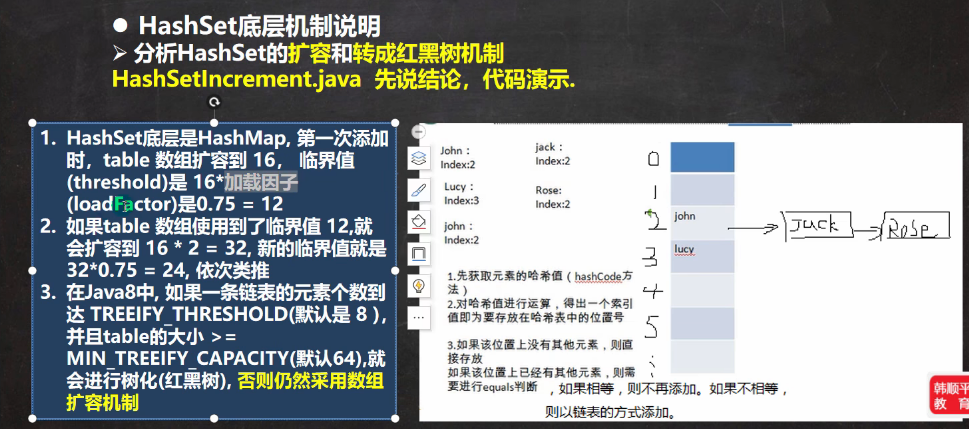 ● HashSet底层机制说明
➢ 分析HashSet的扩容和转成红黑树机制
HashSetIncrement.java 先说结论，代码演示.
1. HashSet底层是HashMap, 第一次添加
时，table 数组扩容到 16， 临界值
(threshold)是 16*加载因子
(loadFactor)是0.75 = 12
2. 如果table 数组使用到了临界值 12,就
会扩容到 16 * 2 = 32, 新的临界值就是
32*0.75 = 24, 依次类推
3. 在Java8中, 如果一条链表的元素个数到
达 TREEIFY_THRESHOLD(默认是 8 )，
并且table的大小 >=
MIN_TREEIFY_CAPACITY(默认64),就
会进行树化(红黑树), 否则仍然采用数组
扩容机制
John：
Index:2
jack：
Index:2
Lucy：
Index:3
Rose:
Index:2
john：
Index:2
0
1
2
john
Jack
Rose
3
lucy
4
5
1.先获取元素的哈希值（hashCode方
法）
2.对哈希值进行运算，得出一个索引
值即为要存放在哈希表中的位置号
3.如果该位置上没有其他元素，则直
接存放
如果该位置上已经有其他元素，则需
要进行equals判断 ，如果相等，则不再添加。如果不相等，
则以链表的方式添加。
韩顺平
教 育